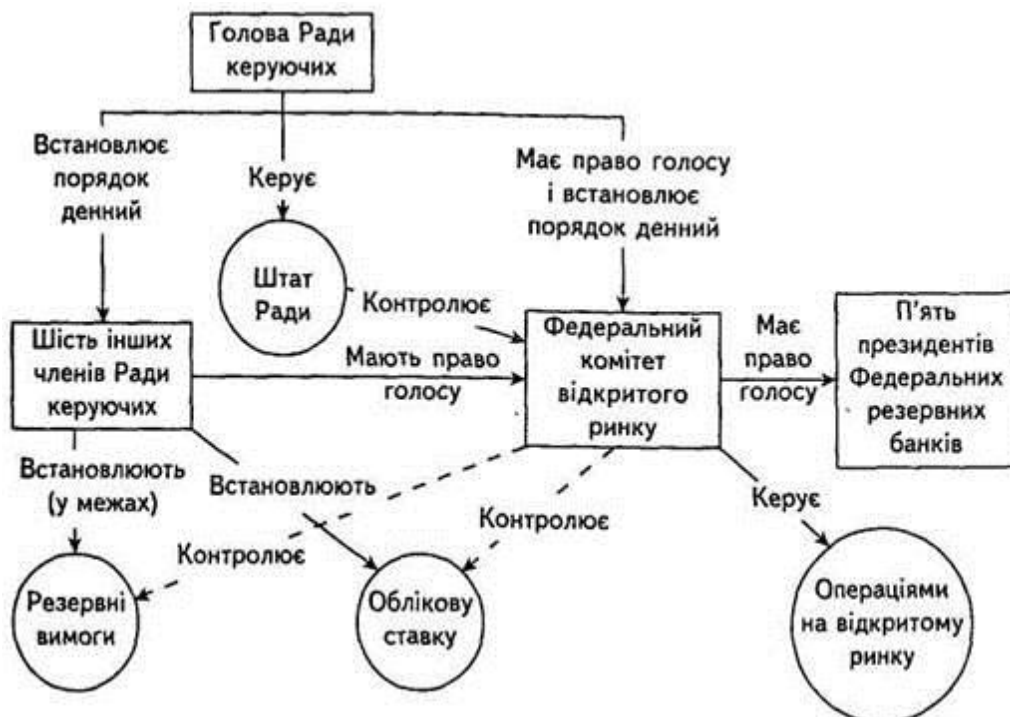 Голова Ради
керуючих
Встановлює
порядок
денний
Керує
Має право голосу
і встановлює
порядок денний
Штат
Ради
Контролює
Шість інших
членів Ради
керуючих
Мають право
голосу
Федеральний
комітет
відкритого
ринку
Має
право
голосу
П'ять
президентів
Федеральних
резервних
банків
Встановлюють
(у межах)
Встановлюють
Контролює
Контролює
Керує
Резервні
вимоги
Облікову
ставку
Операціями
на відкритому
ринку